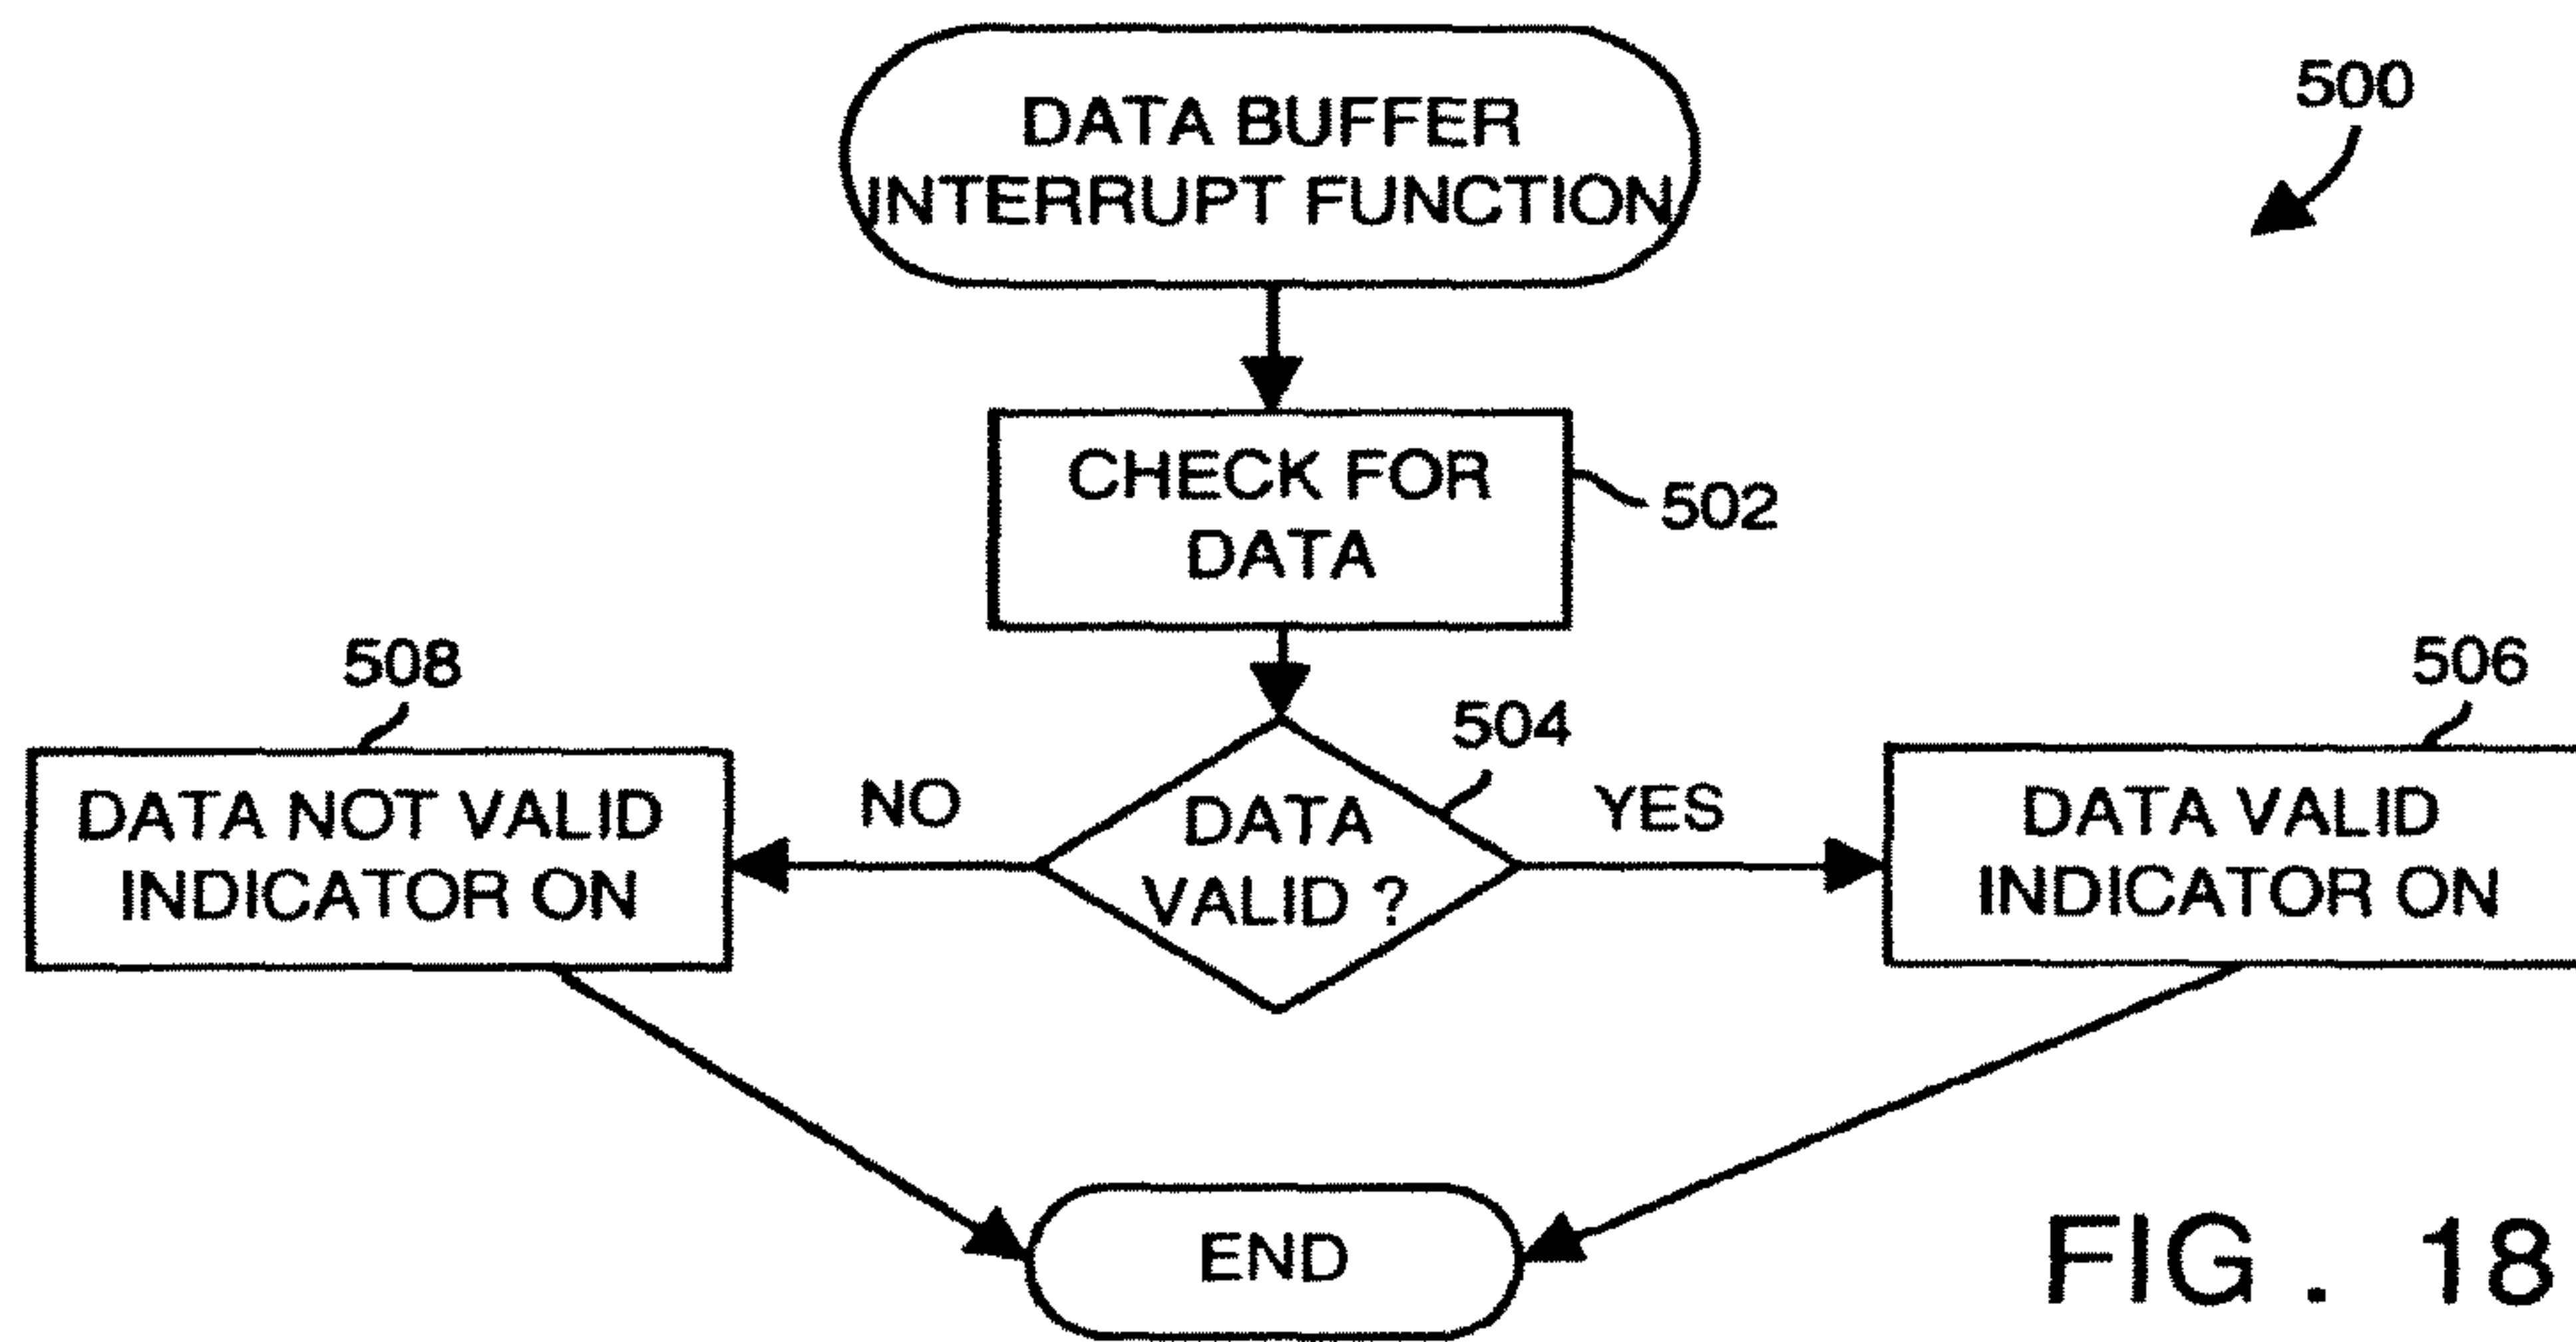 DATA BUFFER
INTERRUPT FUNCTION
500
CHECK FOR
DATA
502
508
504
506
DATA NOT VALID
INDICATOR ON
NO
DATA
VALID ?
YES
DATA VALID
INDICATOR ON
END
FIG . 18